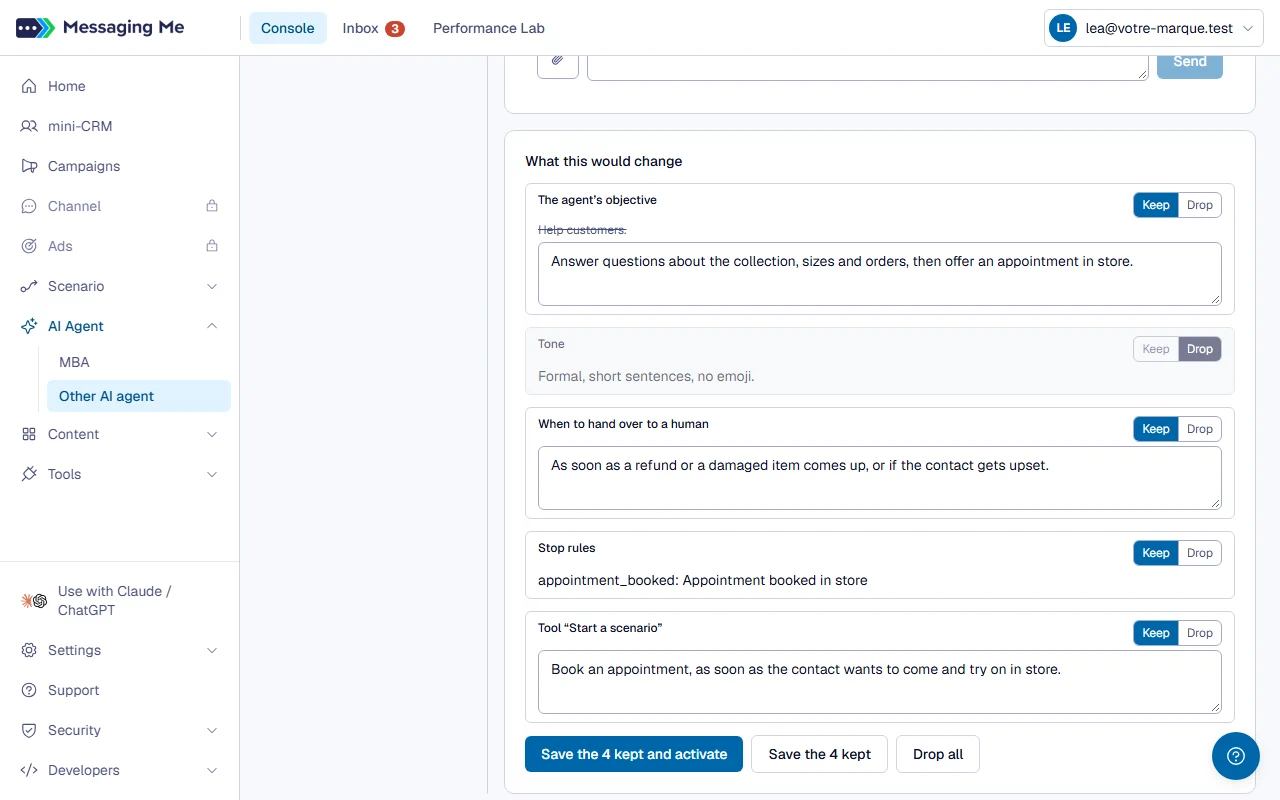 Messaging Me
Console
Inbox 3
Performance Lab
LE lea@votre-marque.test
Home
mini-CRM
Campaigns
Channel
Ads
Scenario
AI Agent
MBA
Other AI agent
Content
Tools
Use with Claude /
ChatGPT
Settings
Support
Security
Developers
Send
What this would change
The agent's objective
Keep Drop
Help customers.
Answer questions about the collection, sizes and orders, then offer an appointment in store.
Tone
Keep Drop
Formal, short sentences, no emoji.
When to hand over to a human
Keep Drop
As soon as a refund or a damaged item comes up, or if the contact gets upset.
Stop rules
Keep Drop
appointment_booked: Appointment booked in store
Tool “Start a scenario”
Keep Drop
Book an appointment, as soon as the contact wants to come and try on in store.
Save the 4 kept and activate
Save the 4 kept
Drop all